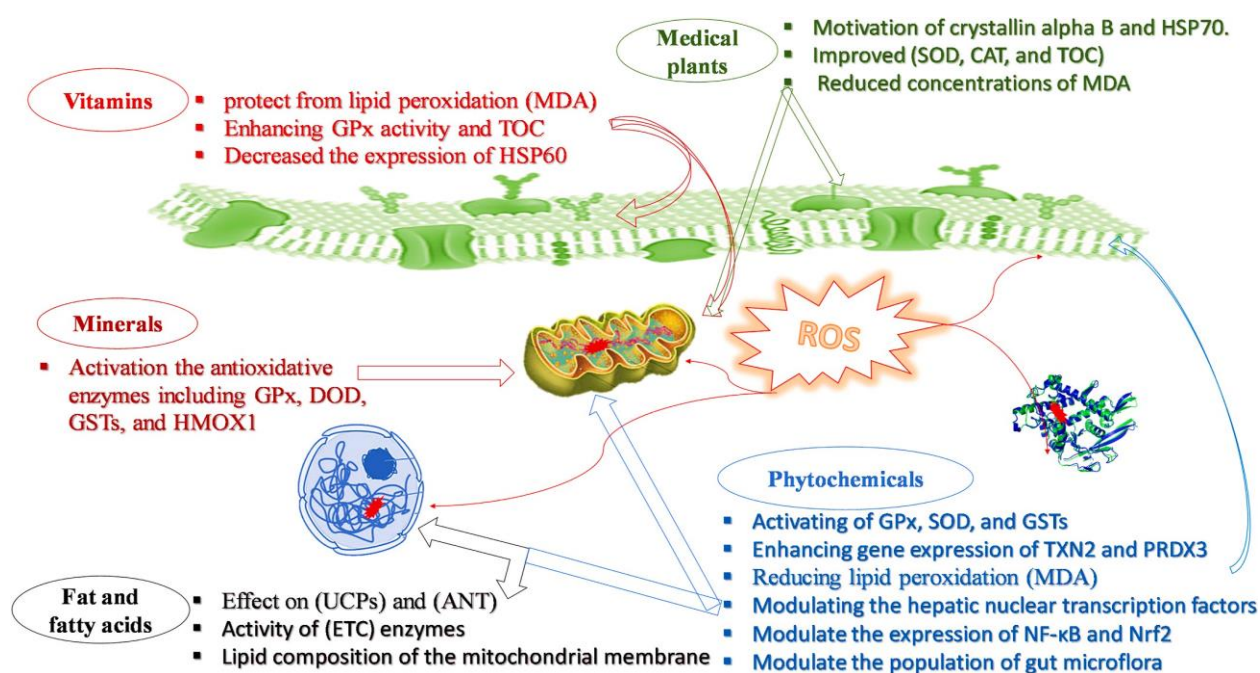 Medical
plants
▪ Motivation of crystallin alpha B and HSP70.
▪ Improved (SOD, CAT, and TOC)
▪ Reduced concentrations of MDA
Vitamins
▪ protect from lipid peroxidation (MDA)
▪ Enhancing GPx activity and TOC
▪ Decreased the expression of HSP60
Minerals
▪ Activation the antioxidative
enzymes including GPx, DOD,
GSTs, and HMOX1
ROS
Phytochemicals
▪ Activating of GPx, SOD, and GSTs
▪ Enhancing gene expression of TXN2 and PRDX3
▪ Reducing lipid peroxidation (MDA)
▪ Modulating the hepatic nuclear transcription factors
▪ Modulate the expression of NF-κB and Nrf2
▪ Modulate the population of gut microflora
Fat and
fatty acids
▪ Effect on (UCPs) and (ANT)
▪ Activity of (ETC) enzymes
▪ Lipid composition of the mitochondrial membrane